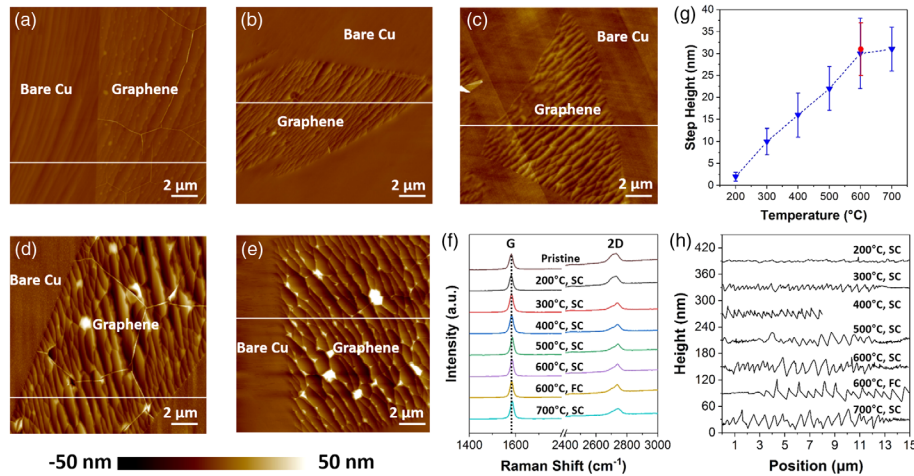 (a)
Bare Cu
Graphene
2 μm
(b)
Bare Cu
Graphene
2 μm
(c)
Bare Cu
Graphene
2 μm
(g)
Step Height (nm)
40
35
30
25
20
15
10
5
0
200 300 400 500 600 700
Temperature (°C)
(d)
Bare Cu
Graphene
2 μm
(e)
Bare Cu
Graphene
2 μm
-50 nm
50 nm
(f)
G
2D
Pristine
200°C, SC
300°C, SC
400°C, SC
500°C, SC
600°C, SC
600°C, FC
700°C, SC
Intensity (a.u.)
1400 1600 2400 2700 3000
Raman Shift (cm⁻¹)
(h)
Height (nm)
420
360
300
240
180
120
60
0
200°C, SC
300°C, SC
400°C, SC
500°C, SC
600°C, SC
600°C, FC
700°C, SC
1 3 5 7 9 11 13 15
Position (μm)